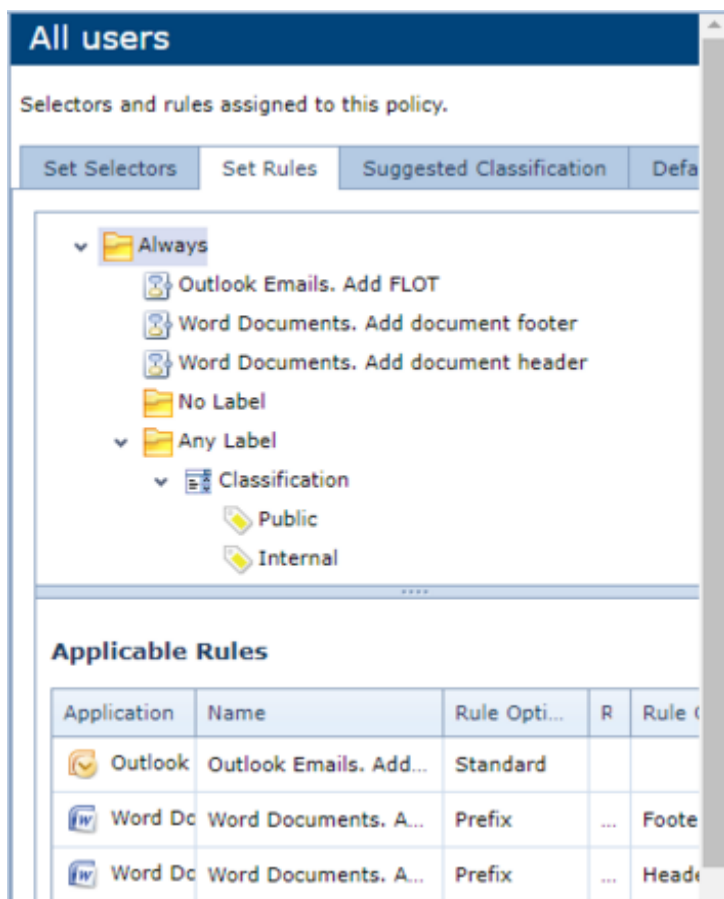 All users
Selectors and rules assigned to this policy.
Set Selectors Set Rules Suggested Classification Defa
Always
Outlook Emails. Add FLOT
Word Documents. Add document footer
Word Documents. Add document header
No Label
Any Label
Classification
Public
Internal
Applicable Rules
Application Name Rule Opti... R Rule
Outlook Outlook Emails. Add... Standard
Word Do Word Documents. A... Prefix ... Foote
Word Do Word Documents. A... Prefix ... Heade